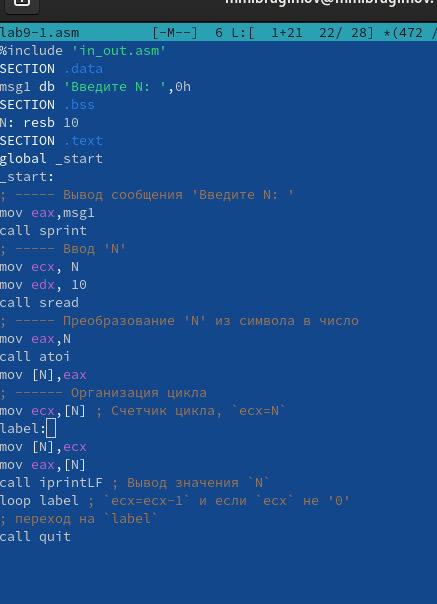 lab9-1.asm [-M--] 6 L:[ 1+21 22/ 28] *(472 /
%include 'in_out.asm'
SECTION .data
msg1 db 'Введите N: ',0h
SECTION .bss
N: resb 10
SECTION .text
global _start
_start:
; ----- Вывод сообщения 'Введите N: '
mov eax,msg1
call sprint
; ----- Ввод 'N'
mov ecx, N
mov edx, 10
call sread
; ----- Преобразование 'N' из символа в число
mov eax,N
call atoi
mov [N],eax
; ------ Организация цикла
mov ecx,[N] ; Счетчик цикла, `ecx=N`
label:
mov [N],ecx
mov eax,[N]
call iprintLF ; Вывод значения `N`
loop label ; `ecx=ecx-1` и если `ecx` не '0'
; переход на `label`
call quit